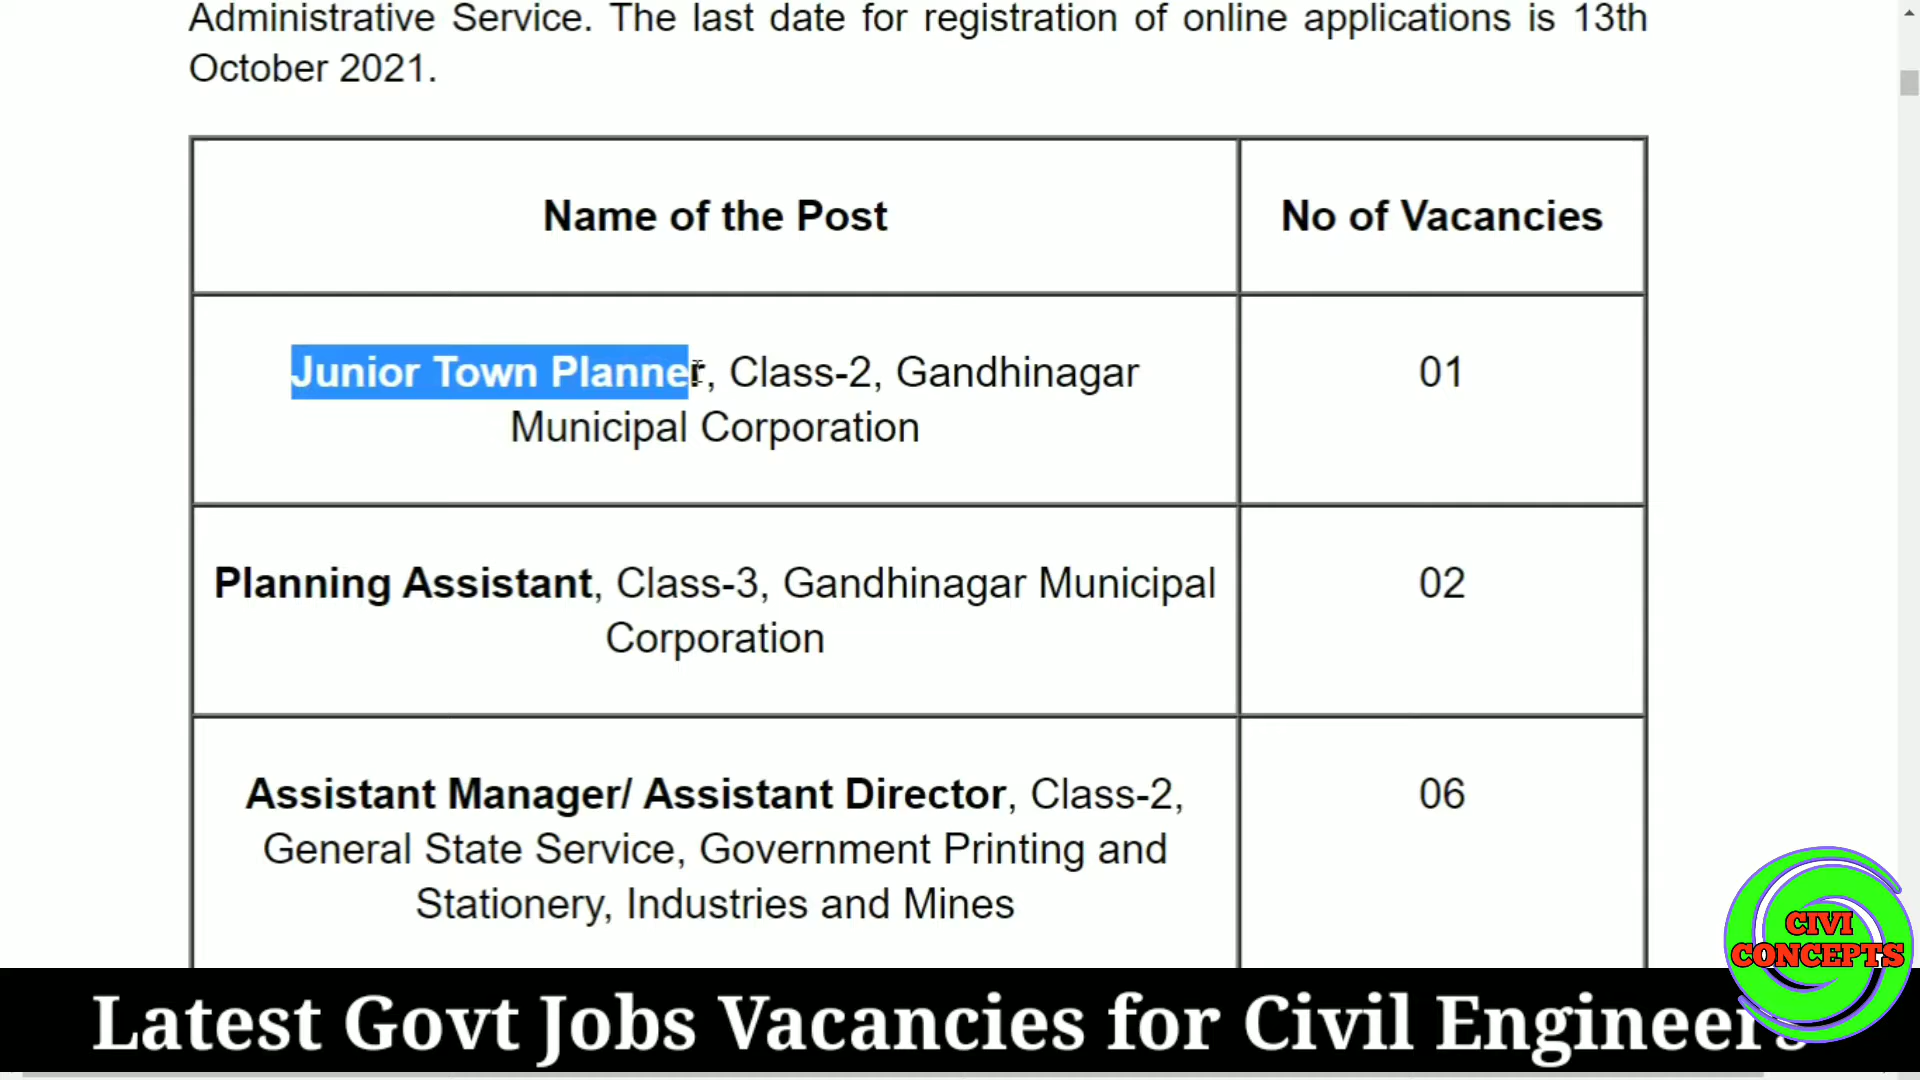 Administrative Service. The last date for registration of online applications is 13th
October 2021.
Name of the Post
No of Vacancies
Junior Town Planner, Class-2, Gandhinagar
Municipal Corporation
01
Planning Assistant, Class-3, Gandhinagar Municipal
Corporation
02
Assistant Manager/ Assistant Director, Class-2,
General State Service, Government Printing and
Stationery, Industries and Mines
06
CIVI
CONCEPTS
Latest Govt Jobs Vacancies for Civil Engineers